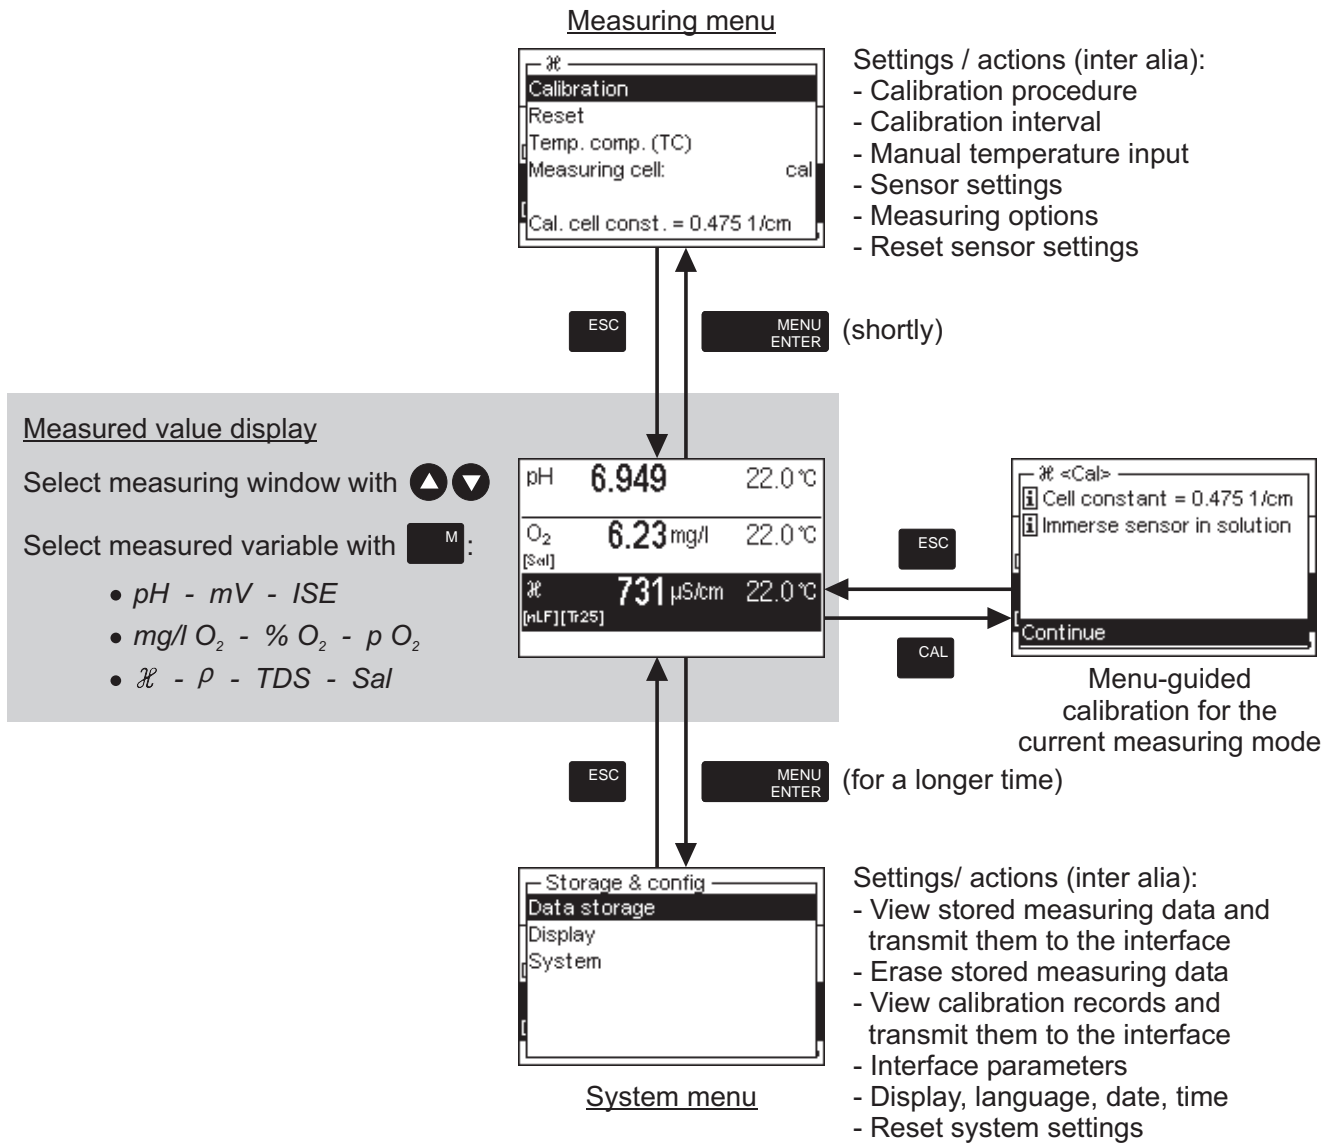 Measuring menu
ϰ
Calibration
Reset
Temp. comp. (TC)
Measuring cell: cal
Cal. cell const. = 0.475 1/cm
Settings / actions (inter alia):
- Calibration procedure
- Calibration interval
- Manual temperature input
- Sensor settings
- Measuring options
- Reset sensor settings
ESC
MENU
ENTER
(shortly)
Measured value display
Select measuring window with
Select measured variable with M :
• pH - mV - ISE
• mg/l O₂ - % O₂ - p O₂
• ϰ - ρ - TDS - Sal
pH 6.949 22.0 °C
O₂ 6.23 mg/l 22.0 °C
[Sal]
ϰ 731 µS/cm 22.0 °C
[nLF][Tr25]
ESC
CAL
ϰ <Cal>
i Cell constant = 0.475 1/cm
i Immerse sensor in solution
Continue
Menu-guided
calibration for the
current measuring mode
ESC
MENU
ENTER
(for a longer time)
Storage & config
Data storage
Display
System
System menu
Settings/ actions (inter alia):
- View stored measuring data and
transmit them to the interface
- Erase stored measuring data
- View calibration records and
transmit them to the interface
- Interface parameters
- Display, language, date, time
- Reset system settings